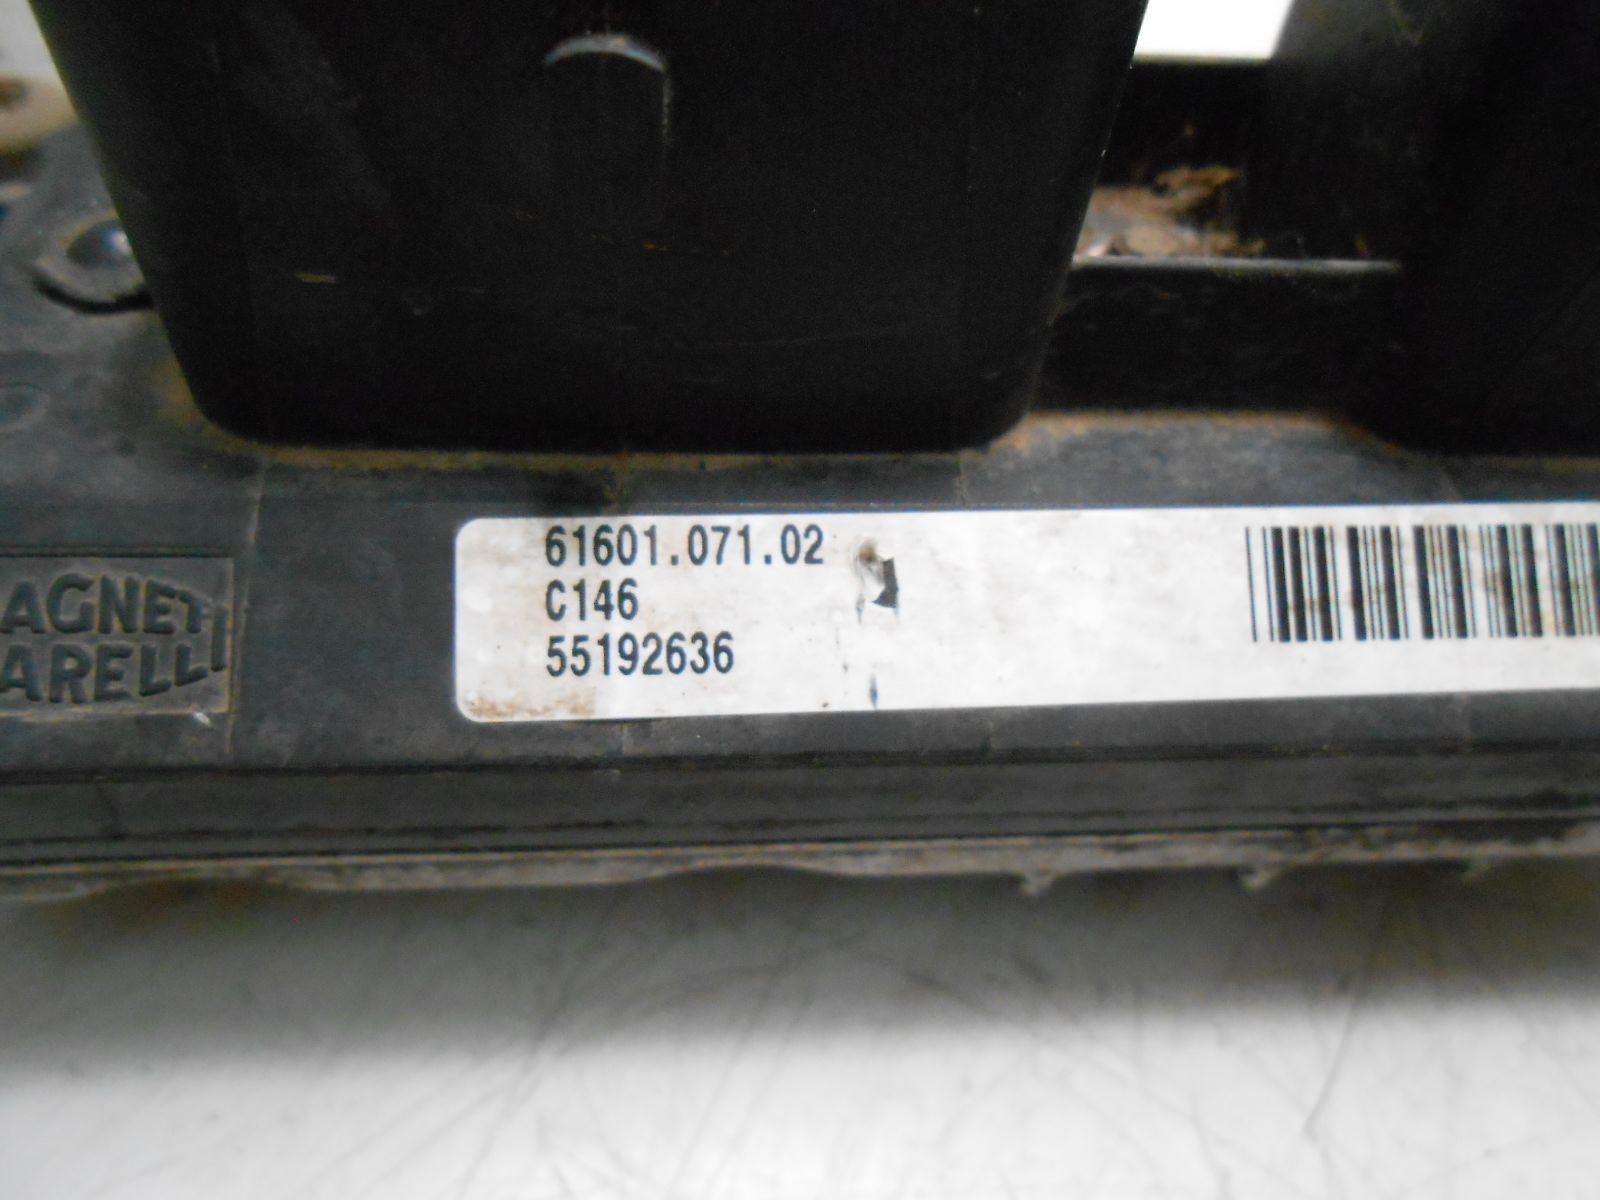 61601.071.02
C146
55192636
AGNETI
ARELLI